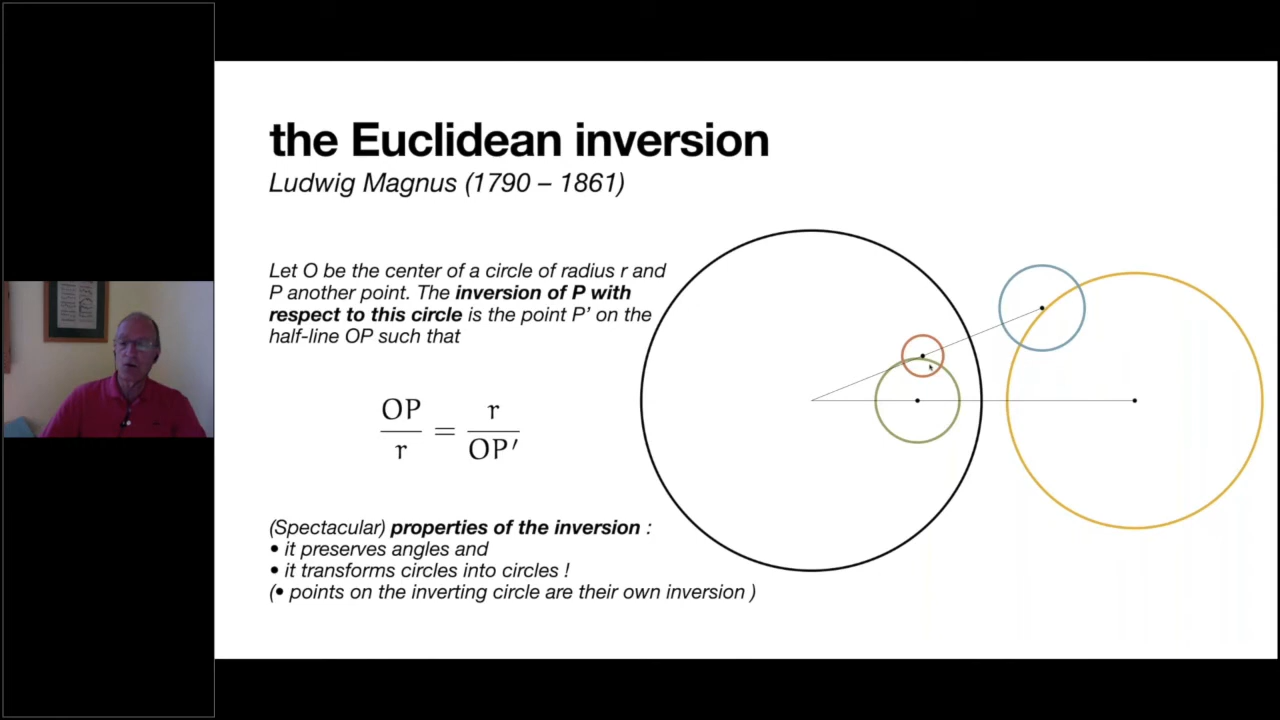 the Euclidean inversion
Ludwig Magnus (1790 – 1861)
Let O be the center of a circle of radius r and
P another point. The inversion of P with
respect to this circle is the point P' on the
half-line OP such that
OP/r = r/OP'
(Spectacular) properties of the inversion :
• it preserves angles and
• it transforms circles into circles !
(• points on the inverting circle are their own inversion )